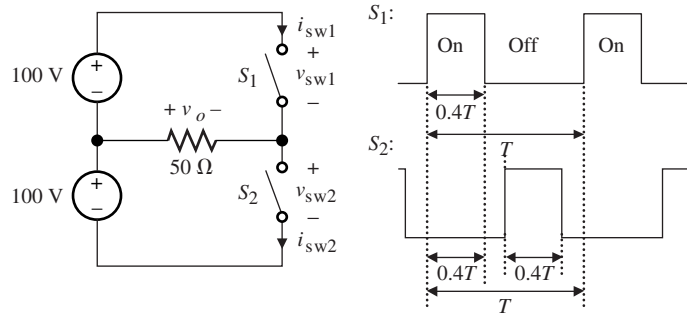 i_sw1
+
v_sw1
−
S_1
100 V
+
−
+ v_o −
50 Ω
100 V
+
−
S_2
+
v_sw2
−
i_sw2
S_1:
On
Off
On
0.4T
T
S_2:
0.4T
0.4T
T